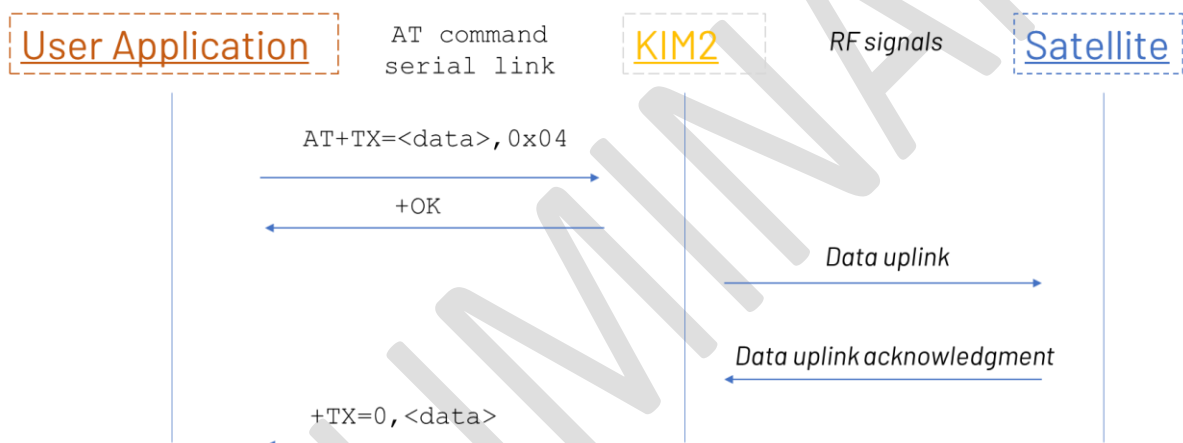 User Application
AT command
serial link
KIM2
RF signals
Satellite
AT+TX=<data>,0x04
+OK
Data uplink
Data uplink acknowledgment
+TX=0,<data>